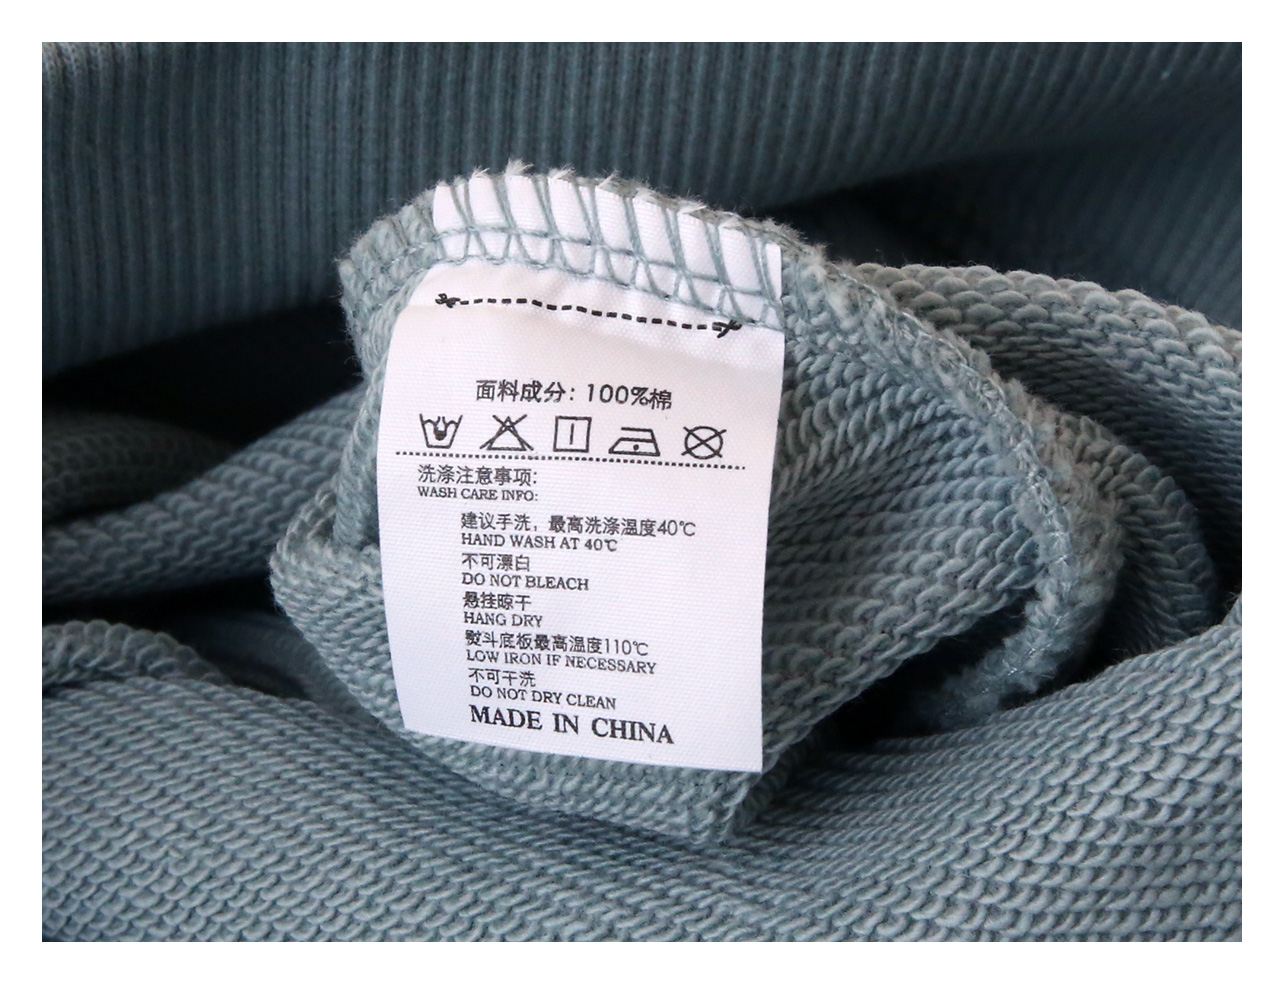 面料成分: 100%棉
洗涤注意事项:
WASH CARE INFO:
建议手洗，最高洗涤温度40℃
HAND WASH AT 40℃
不可漂白
DO NOT BLEACH
悬挂晾干
HANG DRY
熨斗底板最高温度110℃
LOW IRON IF NECESSARY
不可干洗
DO NOT DRY CLEAN
MADE IN CHINA